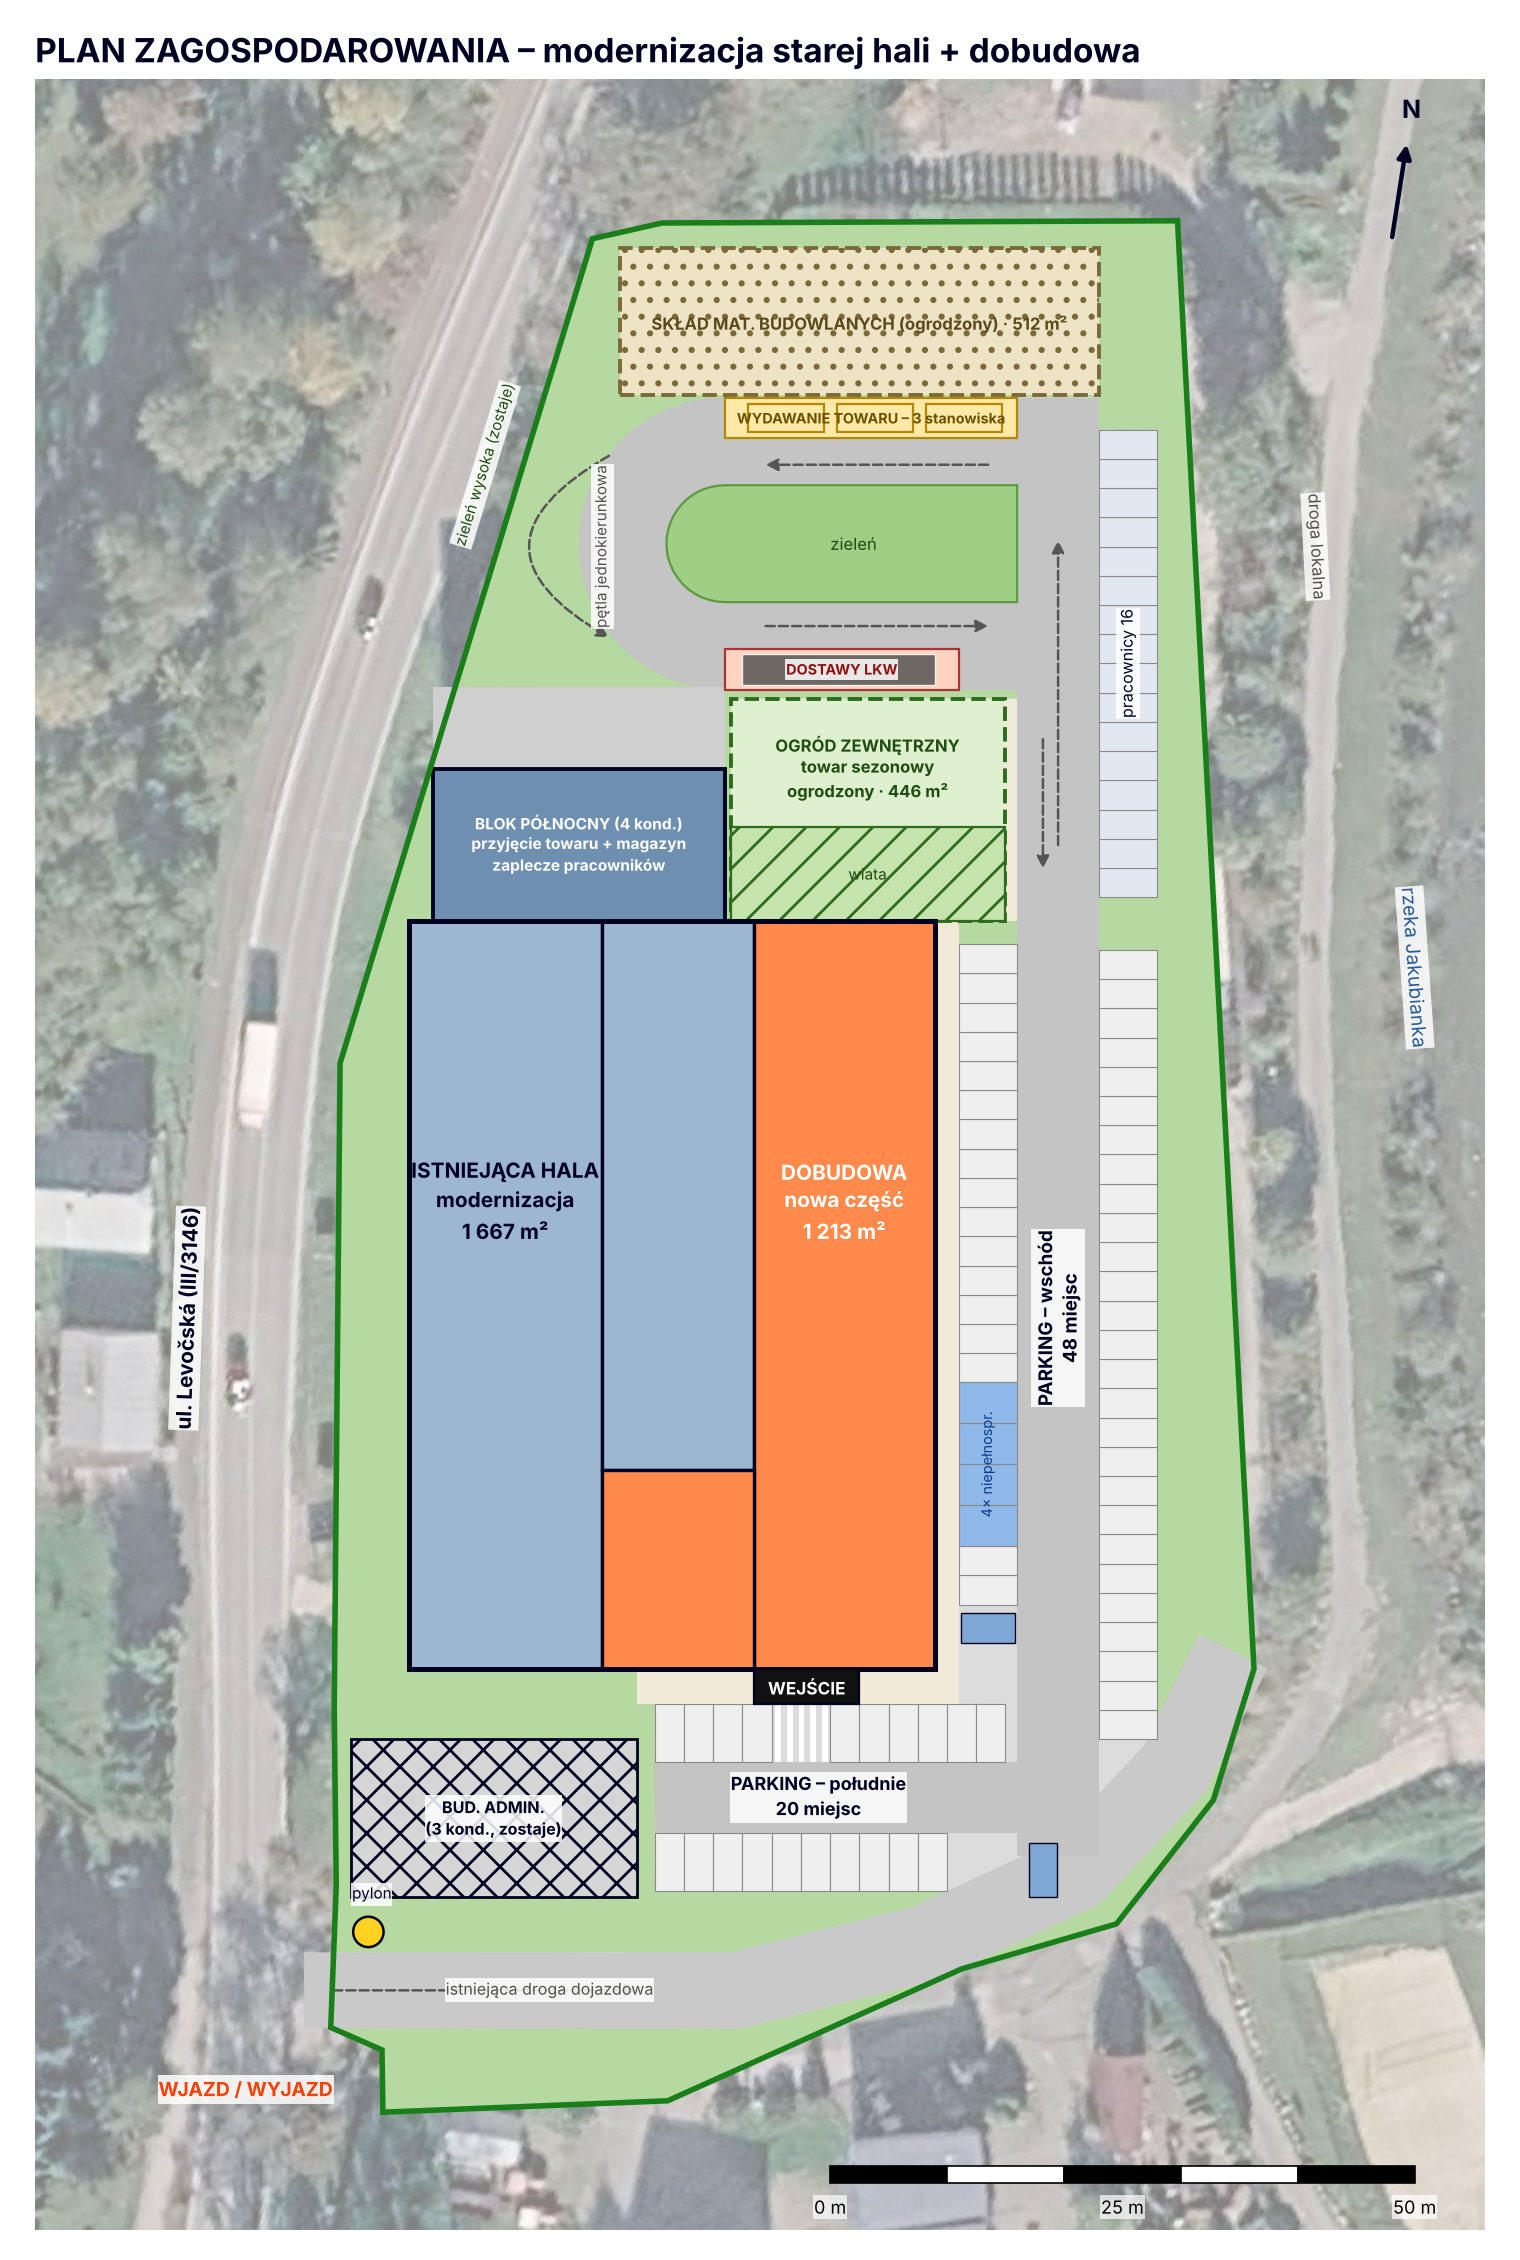 PLAN ZAGOSPODAROWANIA – modernizacja starej hali + dobudowa
N
SKŁAD MAT. BUDOWLANYCH (ogrodzony) · 512 m²
WYDAWANIE TOWARU – 3 stanowiska
zieleń wysoka (zostaje)
pętla jednokierunkowa
zieleń
droga lokalna
DOSTAWY LKW
pracownicy 16
OGRÓD ZEWNĘTRZNY
towar sezonowy
ogrodzony · 446 m²
BLOK PÓŁNOCNY (4 kond.)
przyjęcie towaru + magazyn
zaplecze pracowników
wiata
rzeka Jakubianka
ISTNIEJĄCA HALA
modernizacja
1 667 m²
DOBUDOWA
nowa część
1 213 m²
ul. Levočská (III/3146)
PARKING – wschód
48 miejsc
4× niepełnospr.
WEJŚCIE
PARKING – południe
20 miejsc
BUD. ADMIN.
(3 kond., zostaje)
pylon
istniejąca droga dojazdowa
WJAZD / WYJAZD
0 m
25 m
50 m